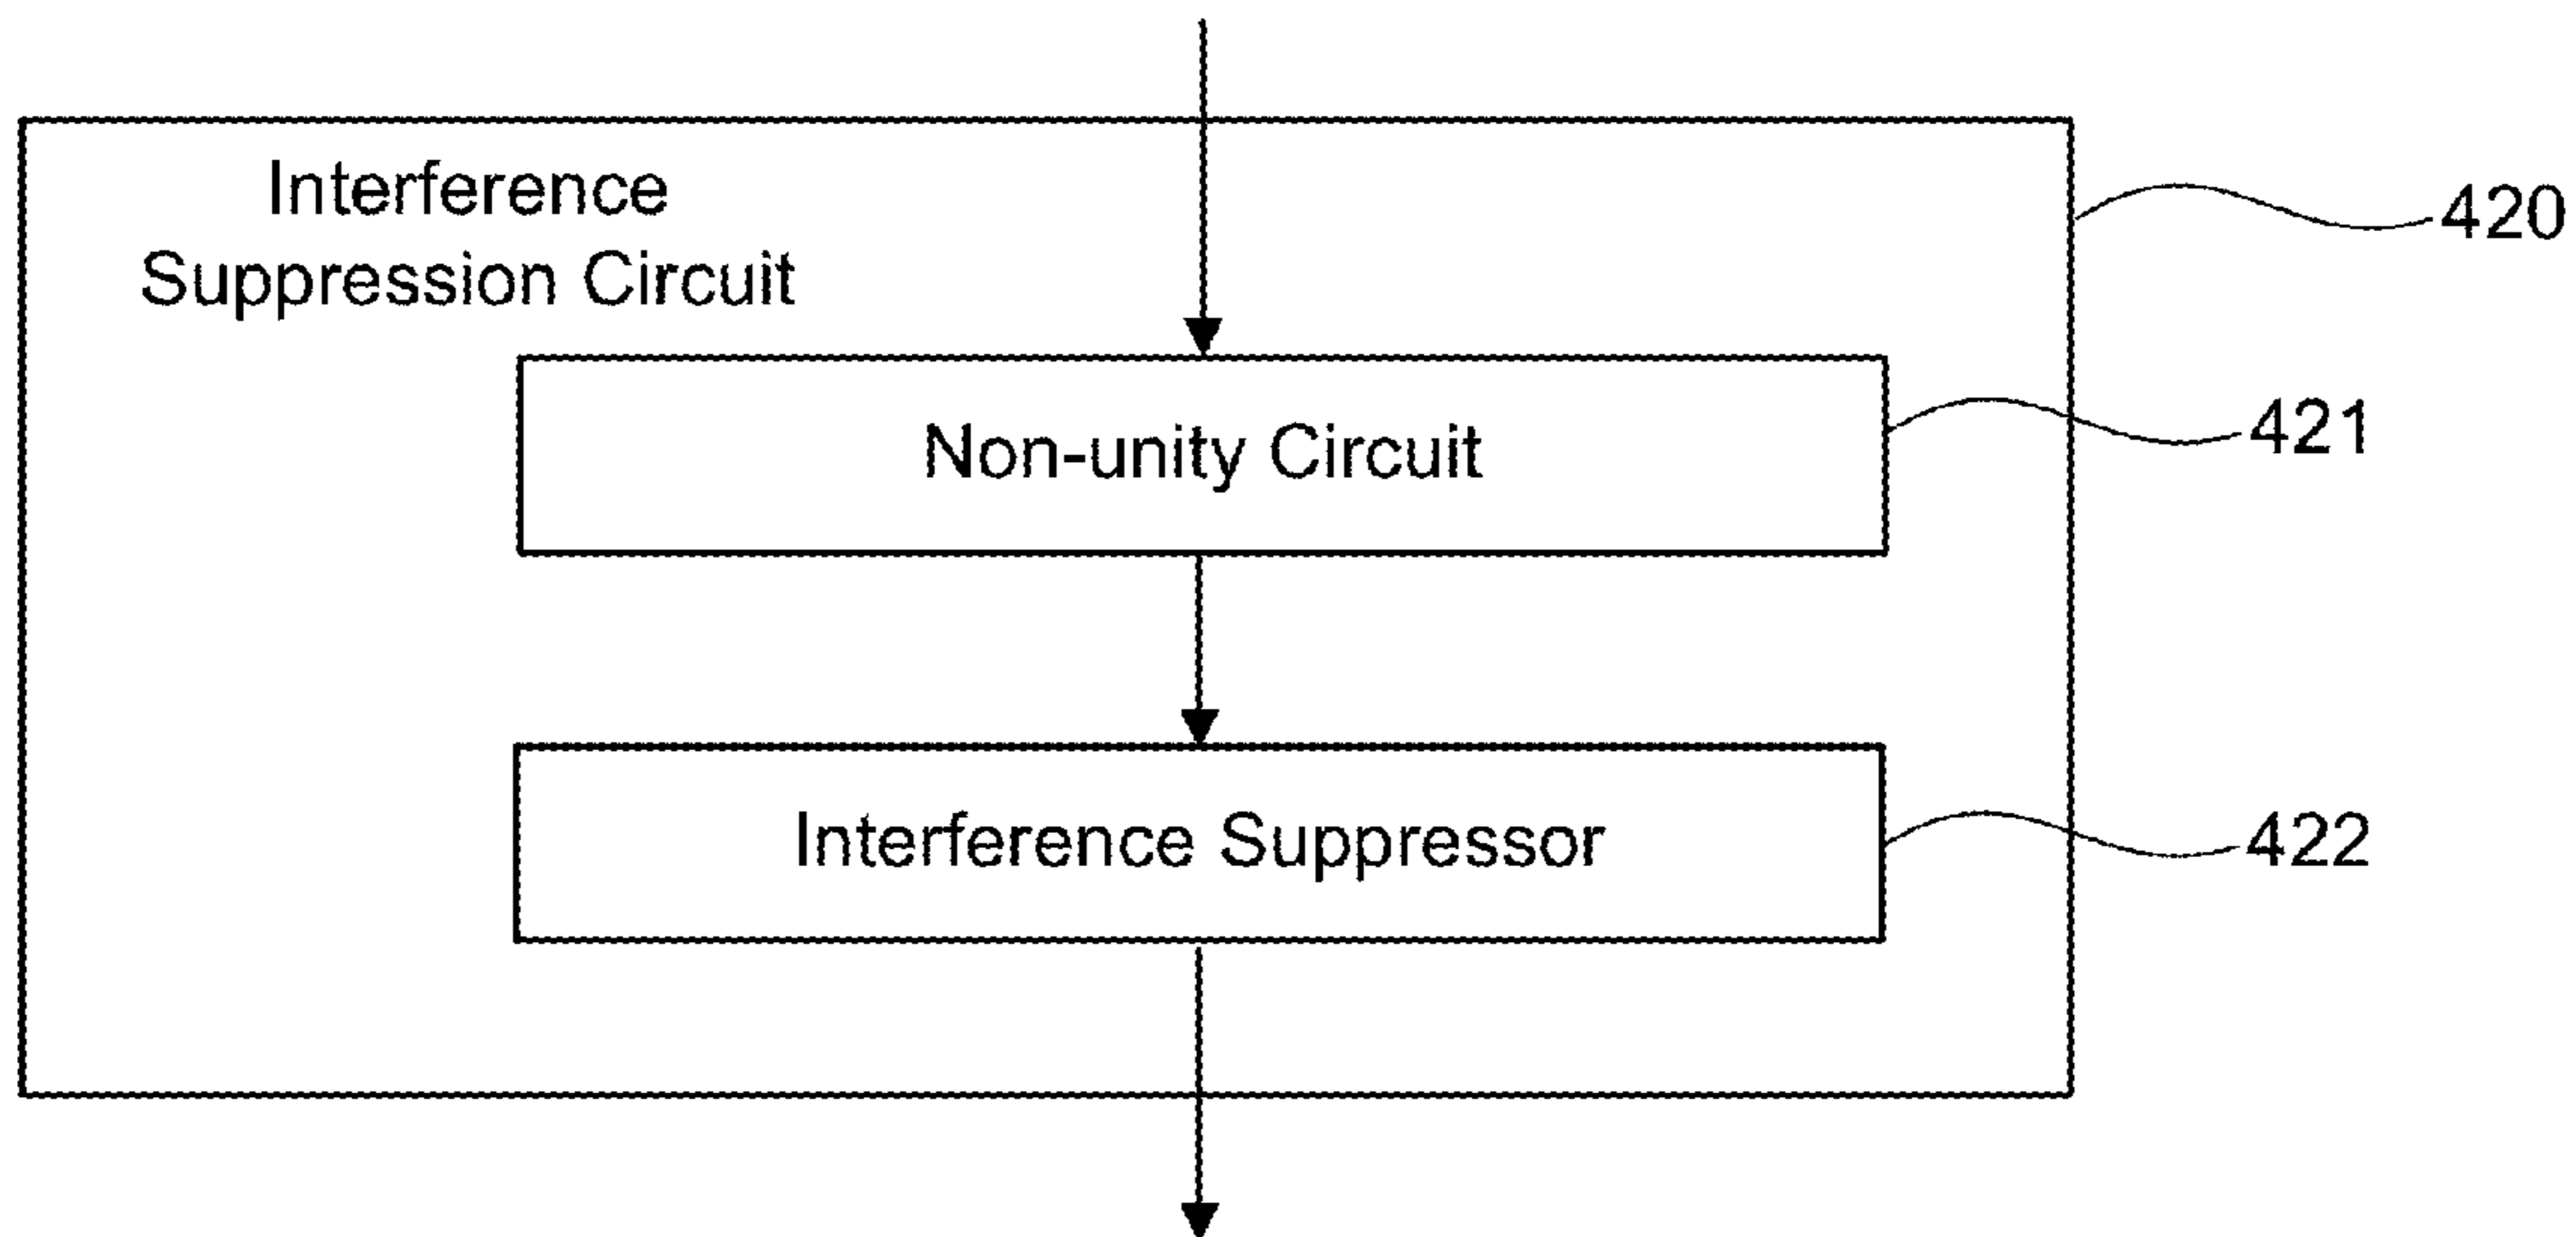 Interference
Suppression Circuit
420
Non-unity Circuit
421
Interference Suppressor
422